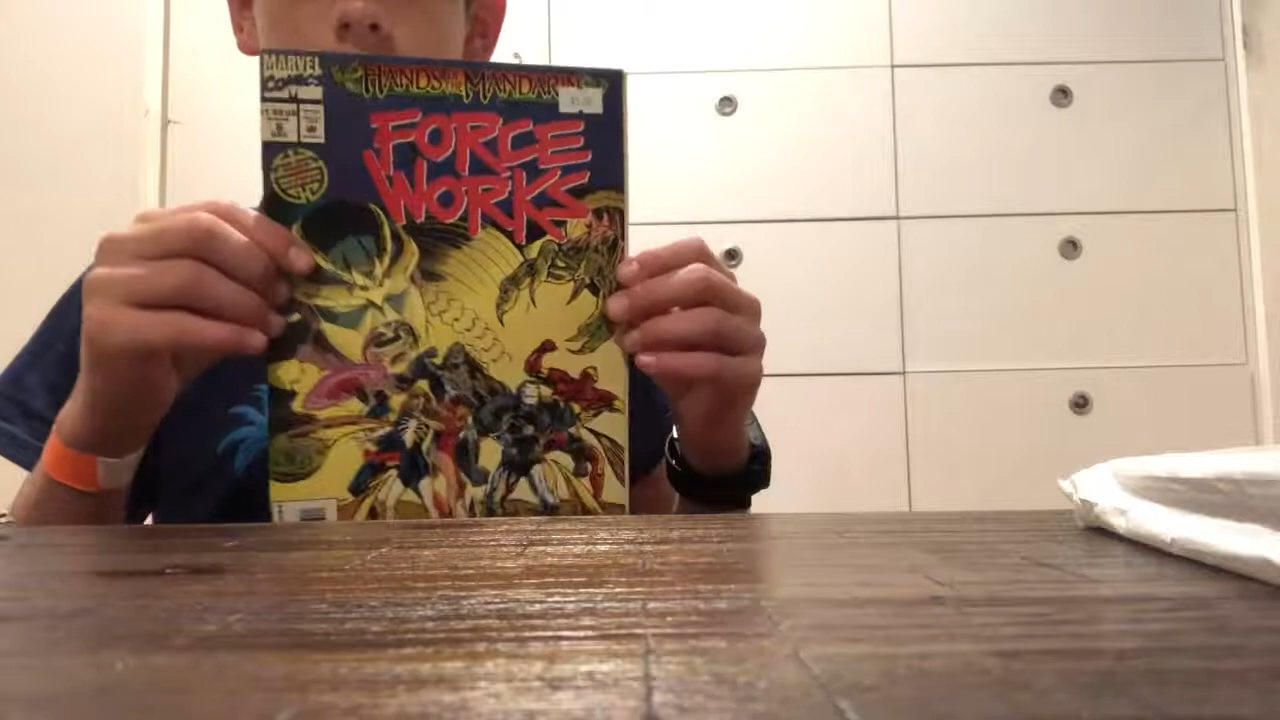 MARVEL
COMICS
HANDS OF THE MANDARIN
FORCE
WORKS